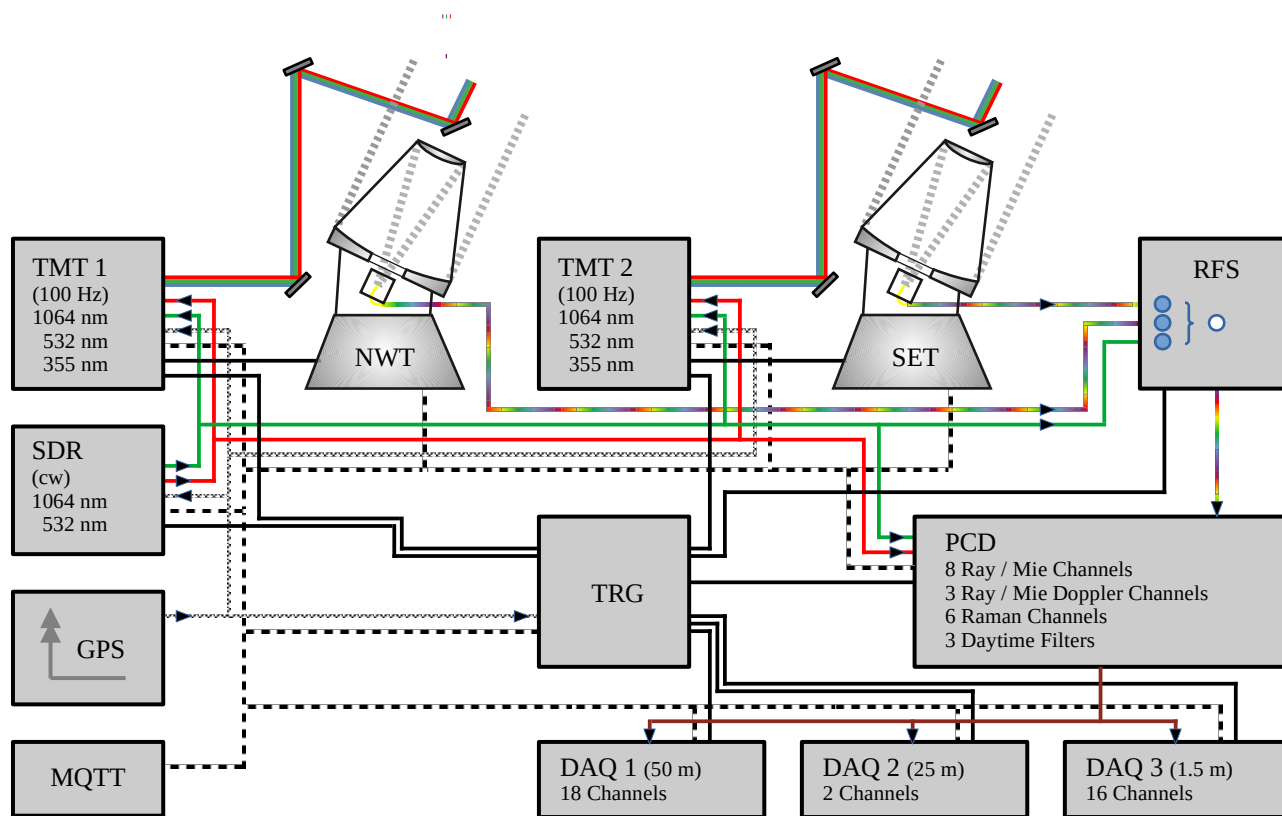 TMT 1
(100 Hz)
1064 nm
532 nm
355 nm
NWT
TMT 2
(100 Hz)
1064 nm
532 nm
355 nm
SET
RFS
SDR
(cw)
1064 nm
532 nm
TRG
PCD
8 Ray / Mie Channels
3 Ray / Mie Doppler Channels
6 Raman Channels
3 Daytime Filters
GPS
MQTT
DAQ 1 (50 m)
18 Channels
DAQ 2 (25 m)
2 Channels
DAQ 3 (1.5 m)
16 Channels